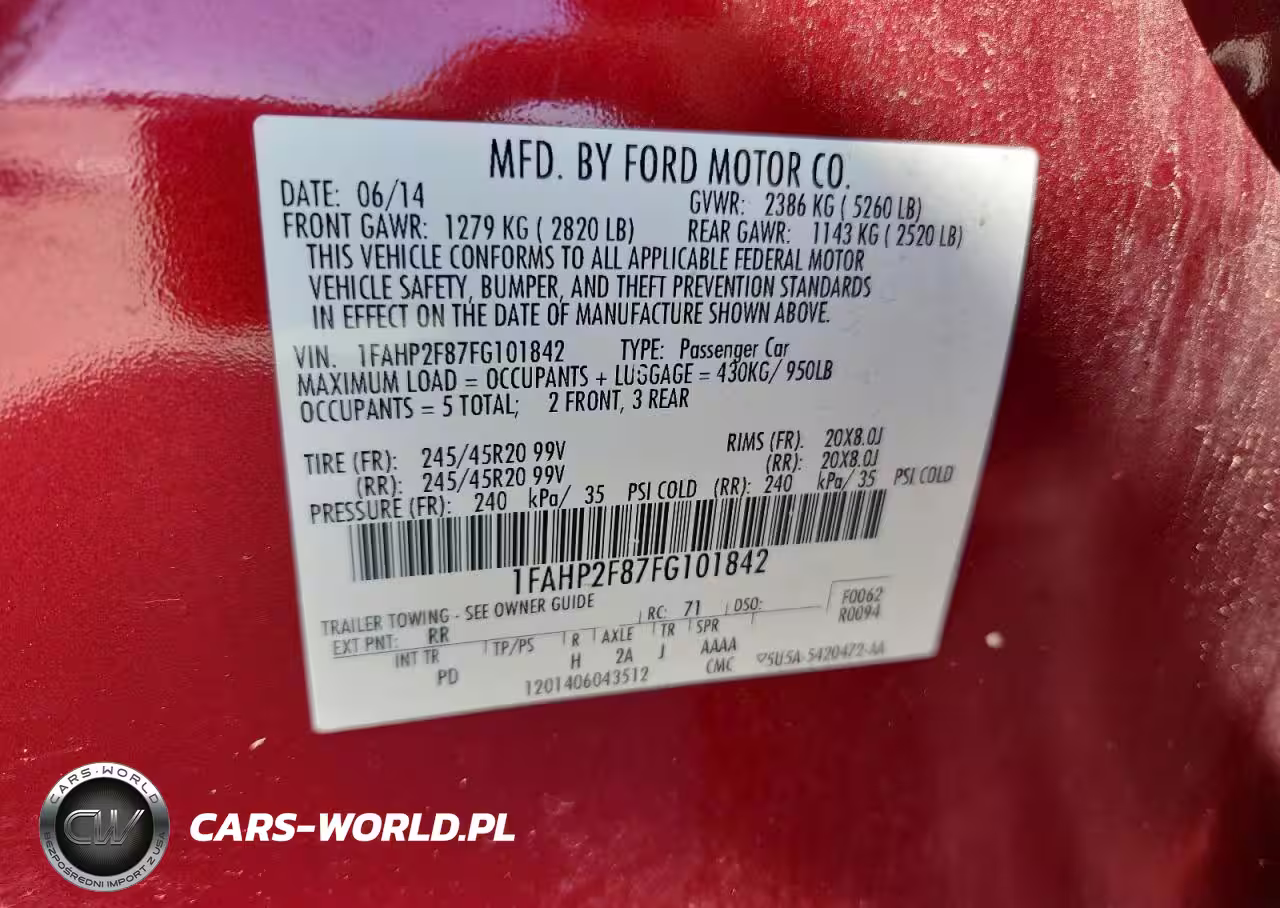 MFD. BY FORD MOTOR CO.
DATE: 06/14 GVWR: 2386 KG ( 5260 LB)
FRONT GAWR: 1279 KG ( 2820 LB) REAR GAWR: 1143 KG ( 2520 LB)
THIS VEHICLE CONFORMS TO ALL APPLICABLE FEDERAL MOTOR
VEHICLE SAFETY, BUMPER, AND THEFT PREVENTION STANDARDS
IN EFFECT ON THE DATE OF MANUFACTURE SHOWN ABOVE.
VIN. 1FAHP2F87FG101842 TYPE: Passenger Car
MAXIMUM LOAD = OCCUPANTS + LUGGAGE = 430KG/ 950LB
OCCUPANTS = 5 TOTAL; 2 FRONT, 3 REAR
TIRE (FR): 245/45R20 99V RIMS (FR). 20X8.0J
(RR): 245/45R20 99V (RR): 20X8.0J
PRESSURE (FR): 240 kPa/ 35 PSI COLD (RR): 240 kPa/ 35 PSI COLD
1FAHP2F87FG101842
TRAILER TOWING - SEE OWNER GUIDE
EXT PNT: RR RC: 71 DSO: F0062
INT TR TP/PS R AXLE TR SPR R0094
PD H 2A J AAAA
1201406043512 CMC 5U5A-5420472-AA
CARS-WORLD
CW
BEZPOŚREDNI IMPORT Z USA
CARS-WORLD.PL